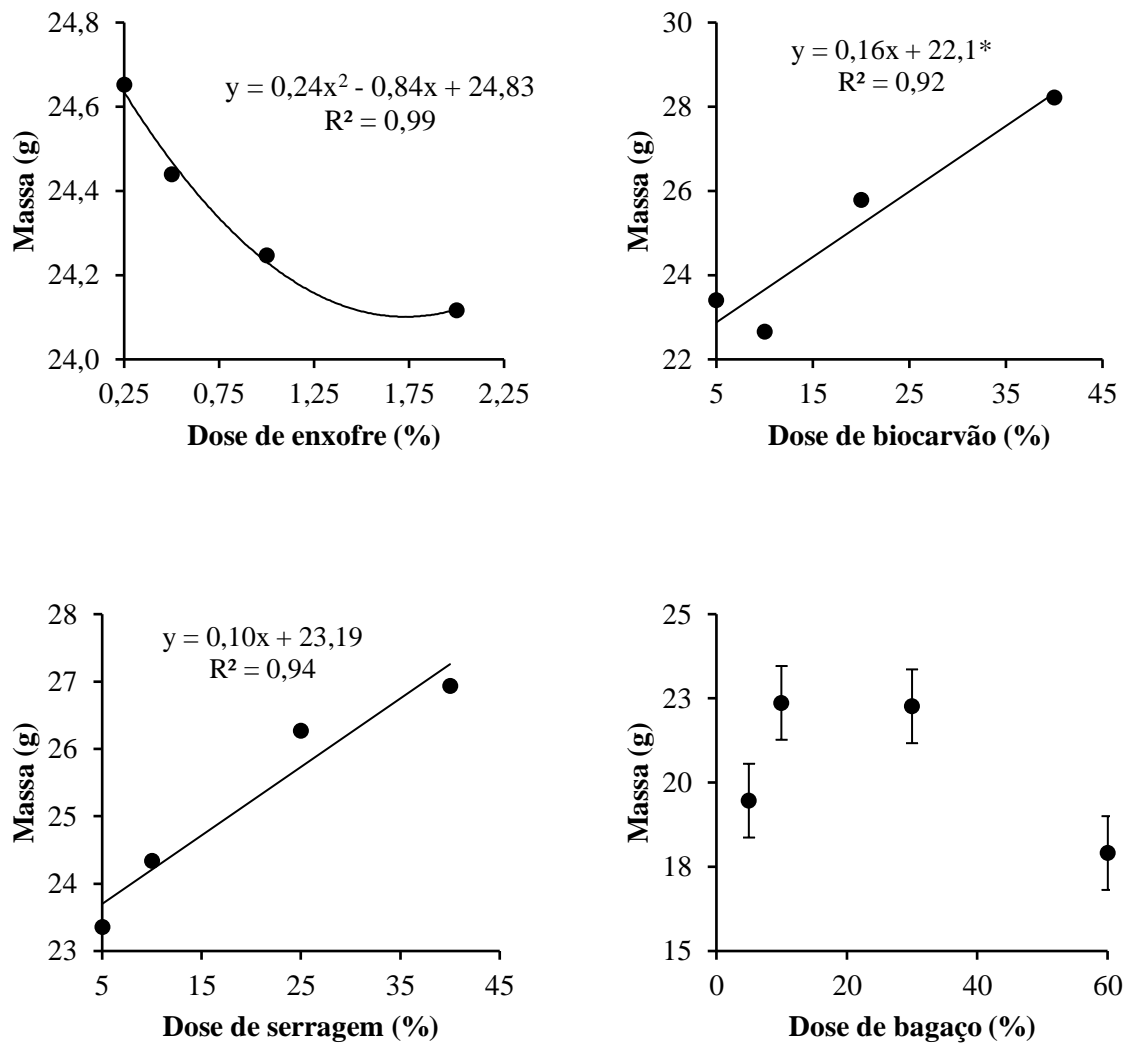 24,8
24,6
24,4
24,2
24,0
Massa (g)
y = 0,24x² - 0,84x + 24,83
R² = 0,99
0,25 0,75 1,25 1,75 2,25
Dose de enxofre (%)
30
28
26
24
22
Massa (g)
y = 0,16x + 22,1*
R² = 0,92
5 15 25 35 45
Dose de biocarvão (%)
28
27
26
25
24
23
Massa (g)
y = 0,10x + 23,19
R² = 0,94
5 15 25 35 45
Dose de serragem (%)
25
23
20
18
15
Massa (g)
0 20 40 60
Dose de bagaço (%)